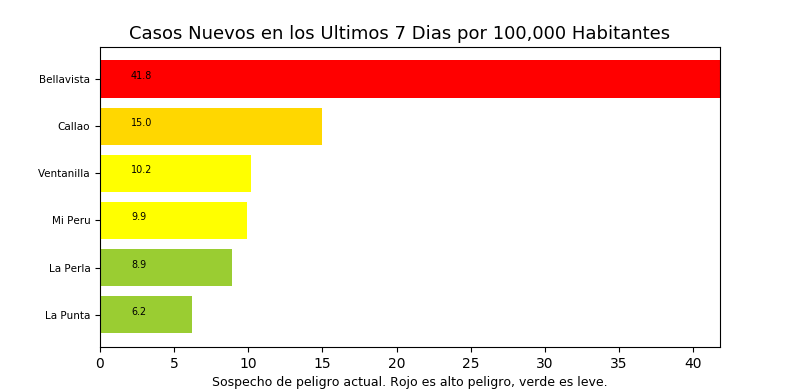 Casos Nuevos en los Ultimos 7 Dias por 100,000 Habitantes
Bellavista 41.8
Callao 15.0
Ventanilla 10.2
Mi Peru 9.9
La Perla 8.9
La Punta 6.2
0 5 10 15 20 25 30 35 40
Sospecho de peligro actual. Rojo es alto peligro, verde es leve.